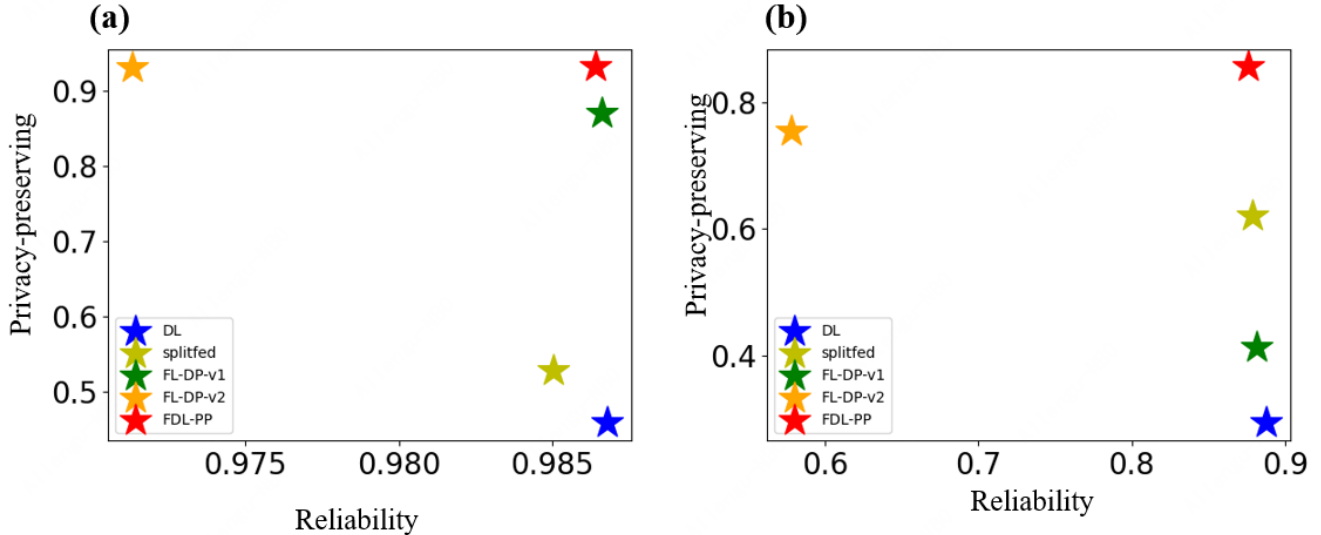 (a)
Privacy-preserving
0.9
0.8
0.7
0.6
0.5
DL
splitfed
FL-DP-v1
FL-DP-v2
FDL-PP
0.975
0.980
0.985
Reliability
(b)
Privacy-preserving
0.8
0.6
0.4
DL
splitfed
FL-DP-v1
FL-DP-v2
FDL-PP
0.6
0.7
0.8
0.9
Reliability